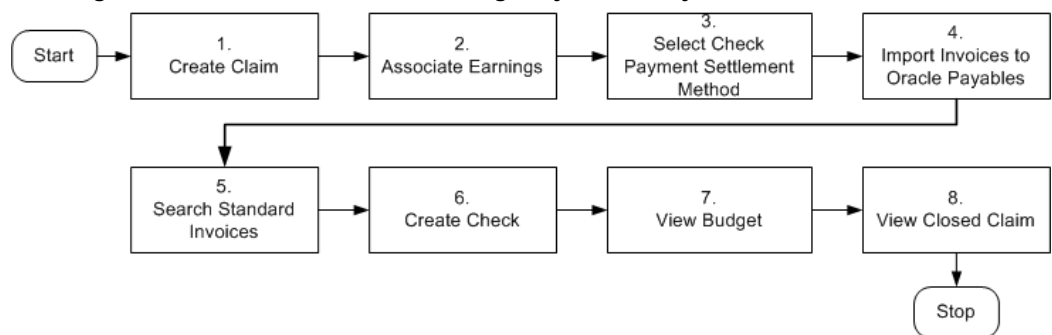 Start
1.
Create Claim
2.
Associate Earnings
3.
Select Check
Payment Settlement
Method
4.
Import Invoices to
Oracle Payables
5.
Search Standard
Invoices
6.
Create Check
7.
View Budget
8.
View Closed Claim
Stop